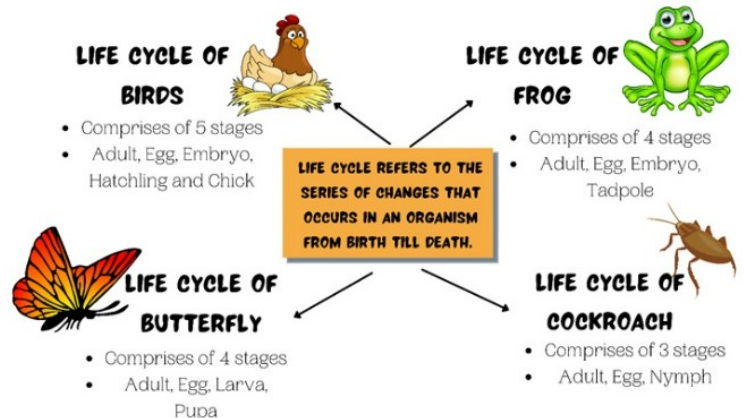 LIFE CYCLE OF
BIRDS
• Comprises of 5 stages
• Adult, Egg, Embryo,
Hatchling and Chick
LIFE CYCLE OF
FROG
• Comprises of 4 stages
• Adult, Egg, Embryo,
Tadpole
LIFE CYCLE REFERS TO THE
SERIES OF CHANGES THAT
OCCURS IN AN ORGANISM
FROM BIRTH TILL DEATH.
LIFE CYCLE OF
BUTTERFLY
• Comprises of 4 stages
• Adult, Egg, Larva,
Pupa
LIFE CYCLE OF
COCKROACH
• Comprises of 3 stages
• Adult, Egg, Nymph